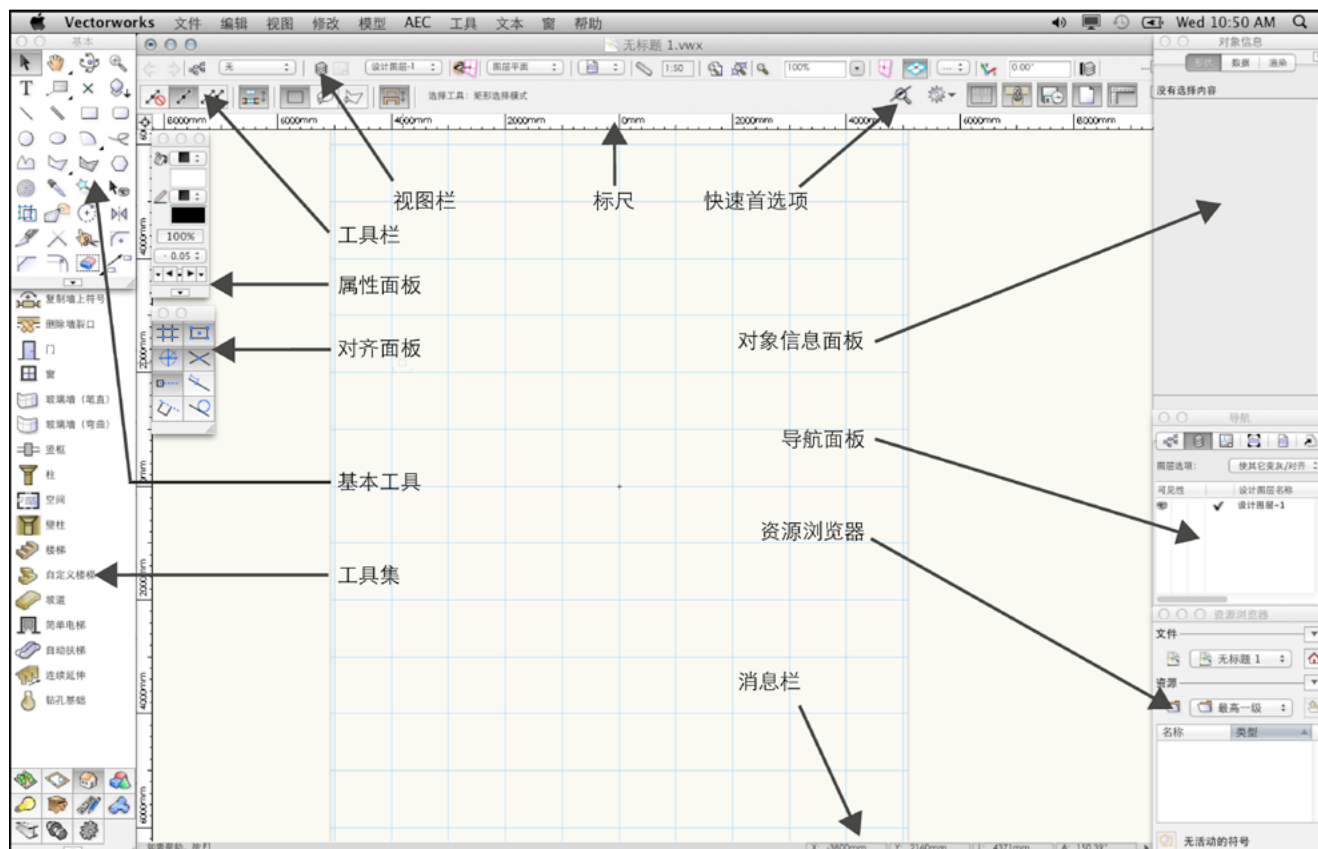 Vectorworks 文件 编辑 视图 修改 模型 AEC 工具 文本 窗 帮助 Wed 10:50 AM
基本
无标题 1.vwx
对象信息
无 设计图层-1 图层平面 1:50 100% 0.00°
形状 数据 渲染
选择工具：矩形选择模式
没有选择内容
8000mm 6000mm 4000mm 2000mm 0mm 2000mm 4000mm 6000mm 8000mm
视图栏
标尺
快速首选项
工具栏
100%
0.05
属性面板
复制墙上符号
删除墙裂口
对象信息面板
对齐面板
门
窗
玻璃墙（笔直）
玻璃墙（弯曲）
导航
导航面板
竖框
图层选项： 使其它变灰/对齐
柱
基本工具
可见性 设计图层名称
空间
设计图层-1
壁柱
资源浏览器
楼梯
自定义楼梯
工具集
坡道
资源浏览器
简单电梯
文件
自动扶梯
无标题 1
连续延伸
资源
消息栏
钻孔基础
最高一级
名称 类型
4000mm
2000mm
2000mm
4000mm
6000mm
无活动的符号
X: -3800mm Y: 2160mm L: 4371mm A: 150.39°